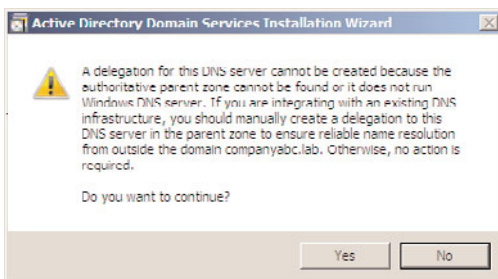 Active Directory Domain Services Installation Wizard
A delegation for this DNS server cannot be created because the
authoritative parent zone cannot be found or it does not run
Windows DNS server. If you are integrating with an existing DNS
infrastructure, you should manually create a delegation to this
DNS server in the parent zone to ensure reliable name resolution
from outside the domain companyabc.lab. Otherwise, no action is
required.
Do you want to continue?
Yes No